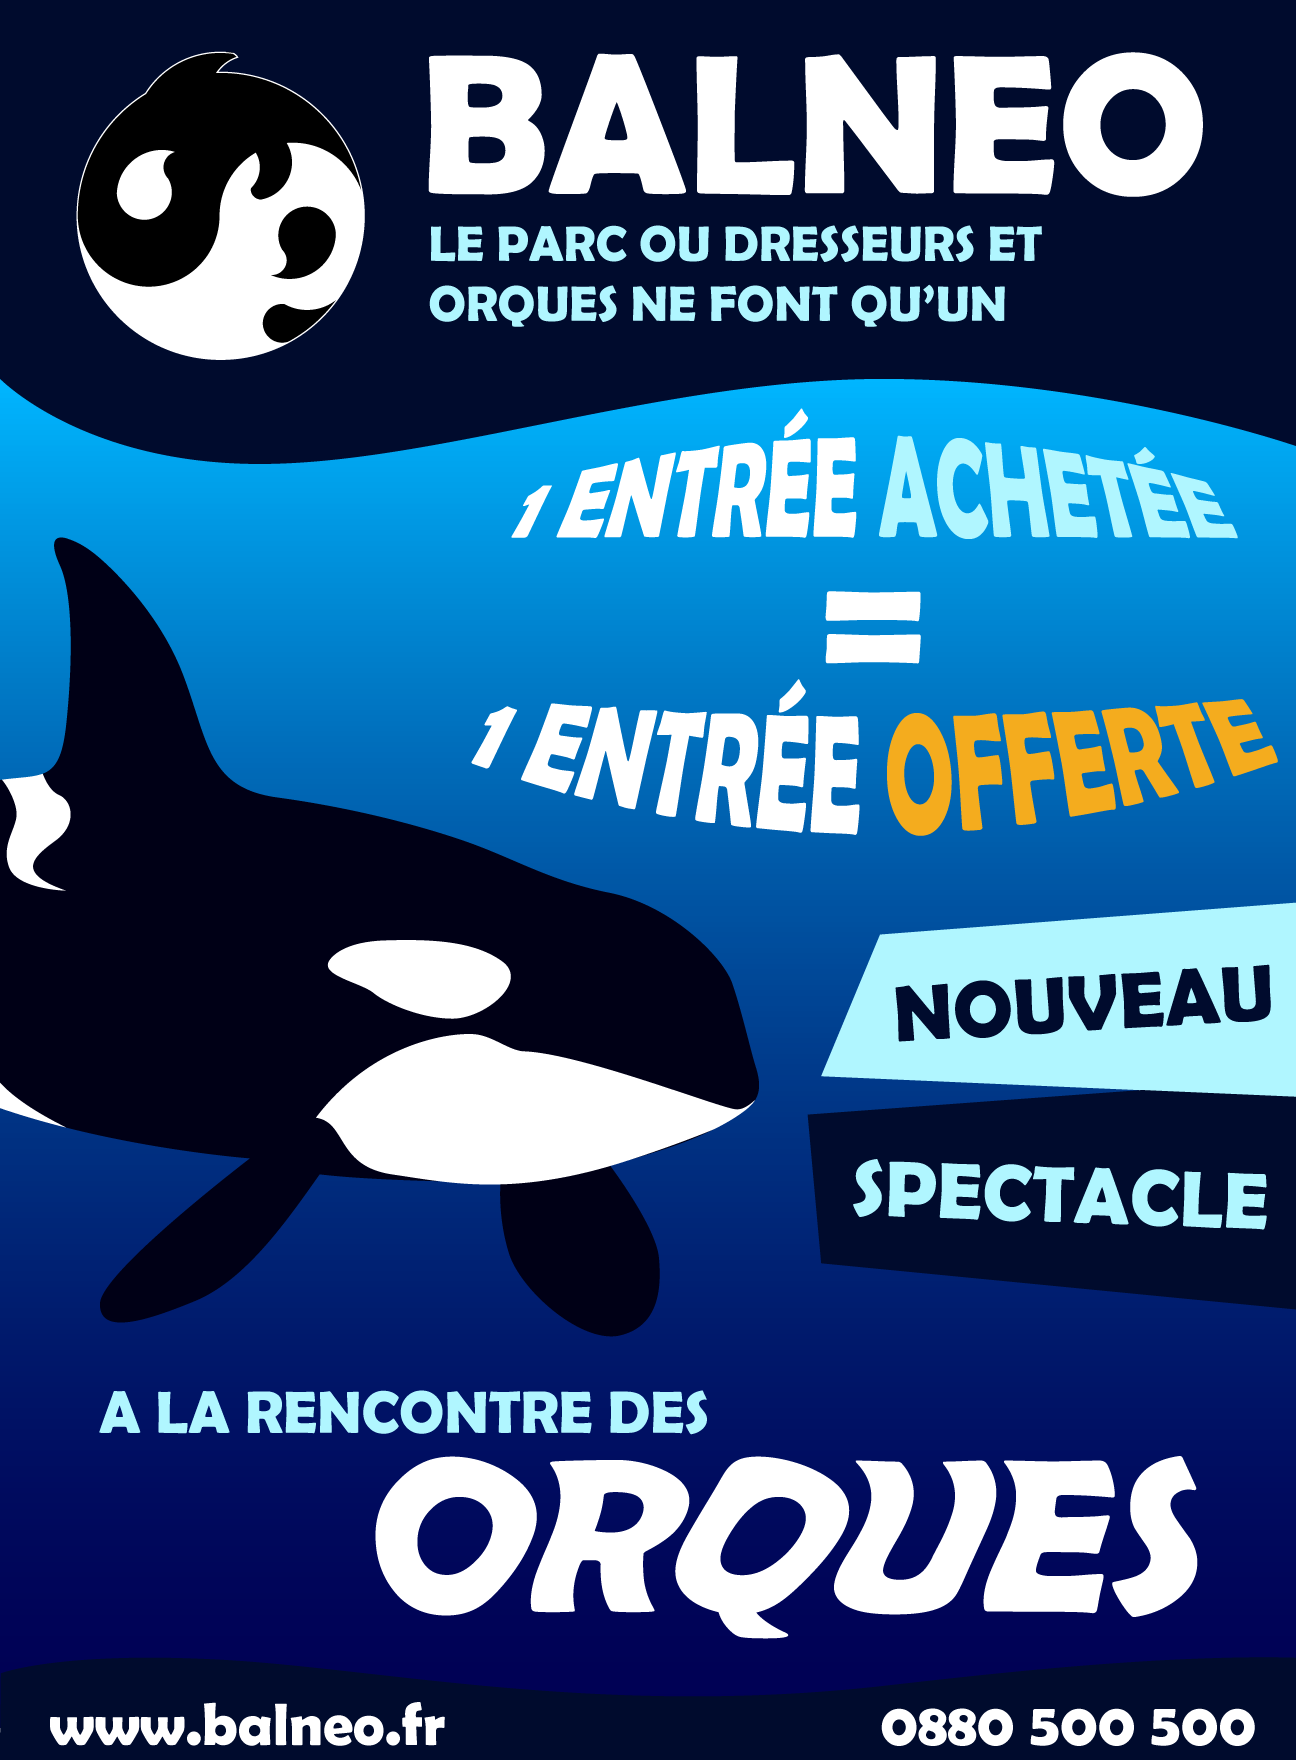 BALNEO
LE PARC OU DRESSEURS ET
ORQUES NE FONT QU'UN
1 ENTRÉE ACHETÉE
=
1 ENTRÉE OFFERTE
NOUVEAU
SPECTACLE
A LA RENCONTRE DES
ORQUES
www.balneo.fr
0880 500 500